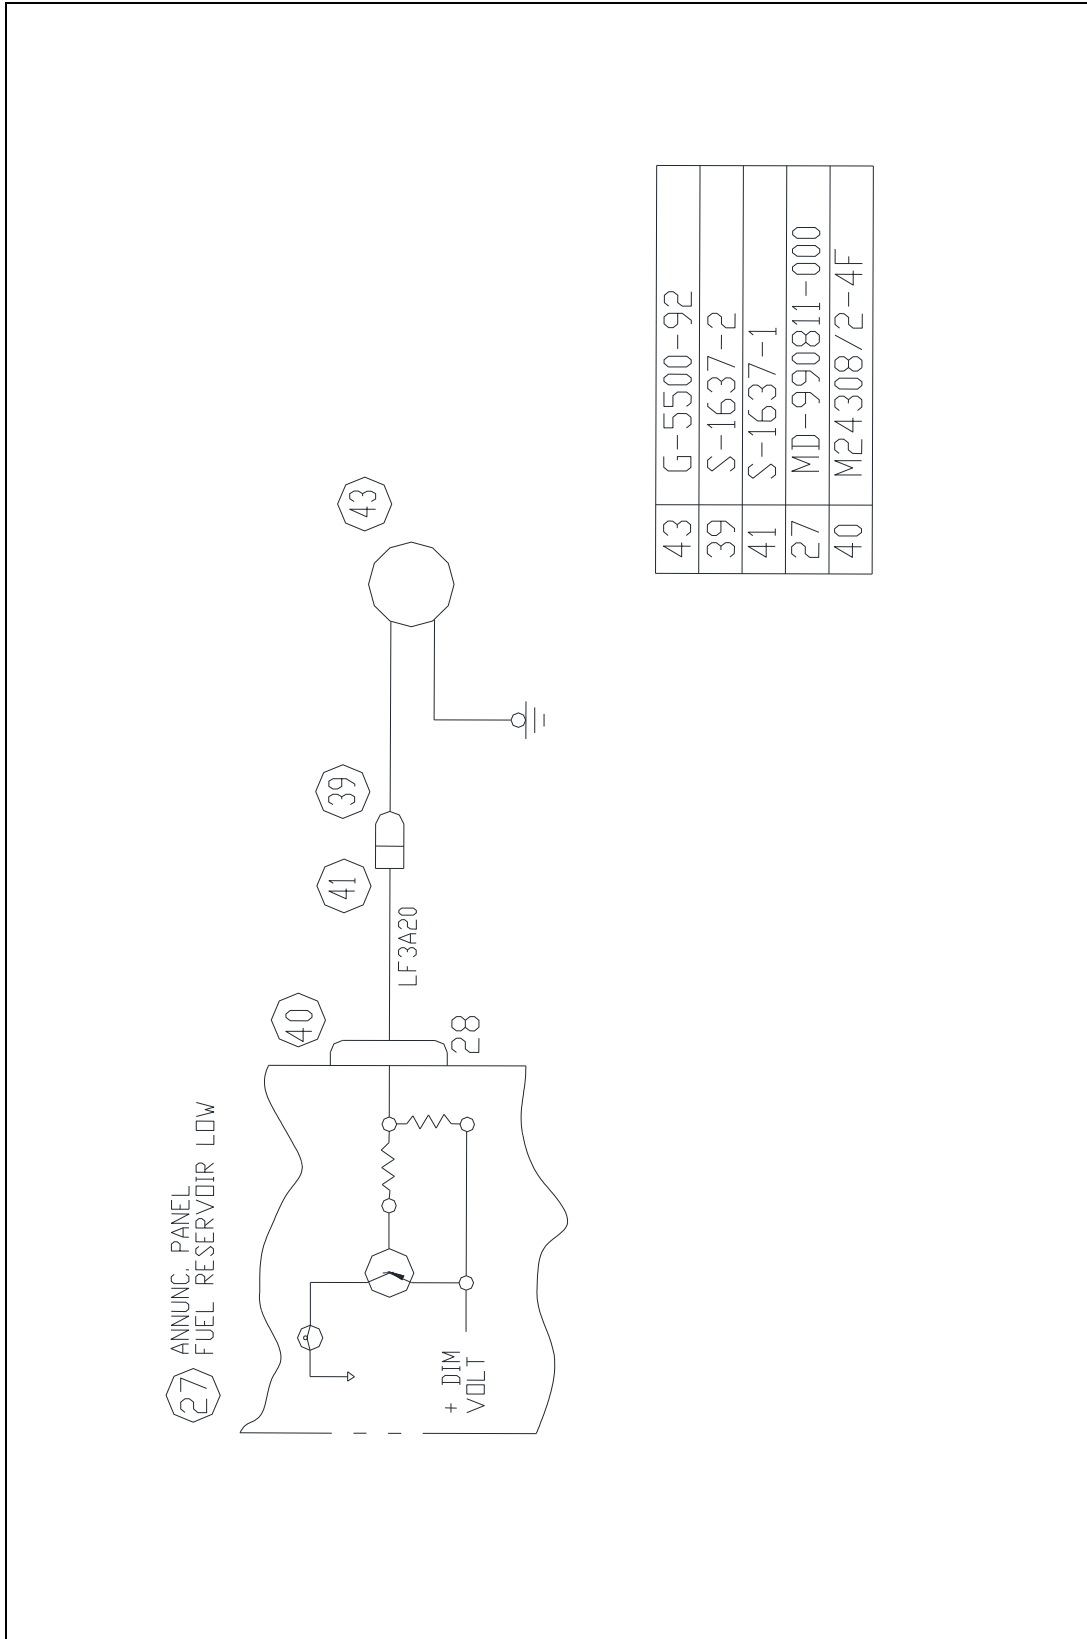 27
ANNUNC. PANEL
FUEL RESERVOIR LOW
+ DIM
VOLT
40
28
LF3A20
41
39
43
43 G-5500-92
39 S-1637-2
41 S-1637-1
27 MD-990811-000
40 M24308/2-4F